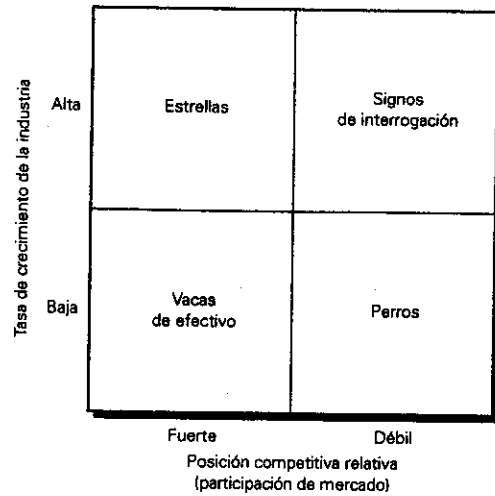 Tasa de crecimiento de la industria
Alta
Estrellas
Signos
de interrogación
Baja
Vacas
de efectivo
Perros
Fuerte
Débil
Posición competitiva relativa
(participación de mercado)